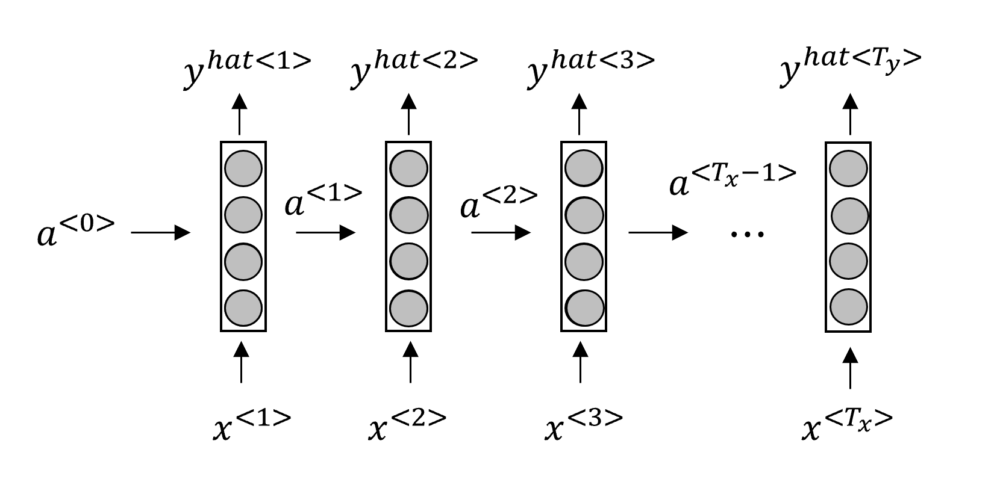 y^{hat<1>} y^{hat<2>} y^{hat<3>} y^{hat<T_y>}
a^{<0>} a^{<1>} a^{<2>} a^{<T_x−1>} ...
x^{<1>} x^{<2>} x^{<3>} x^{<T_x>}